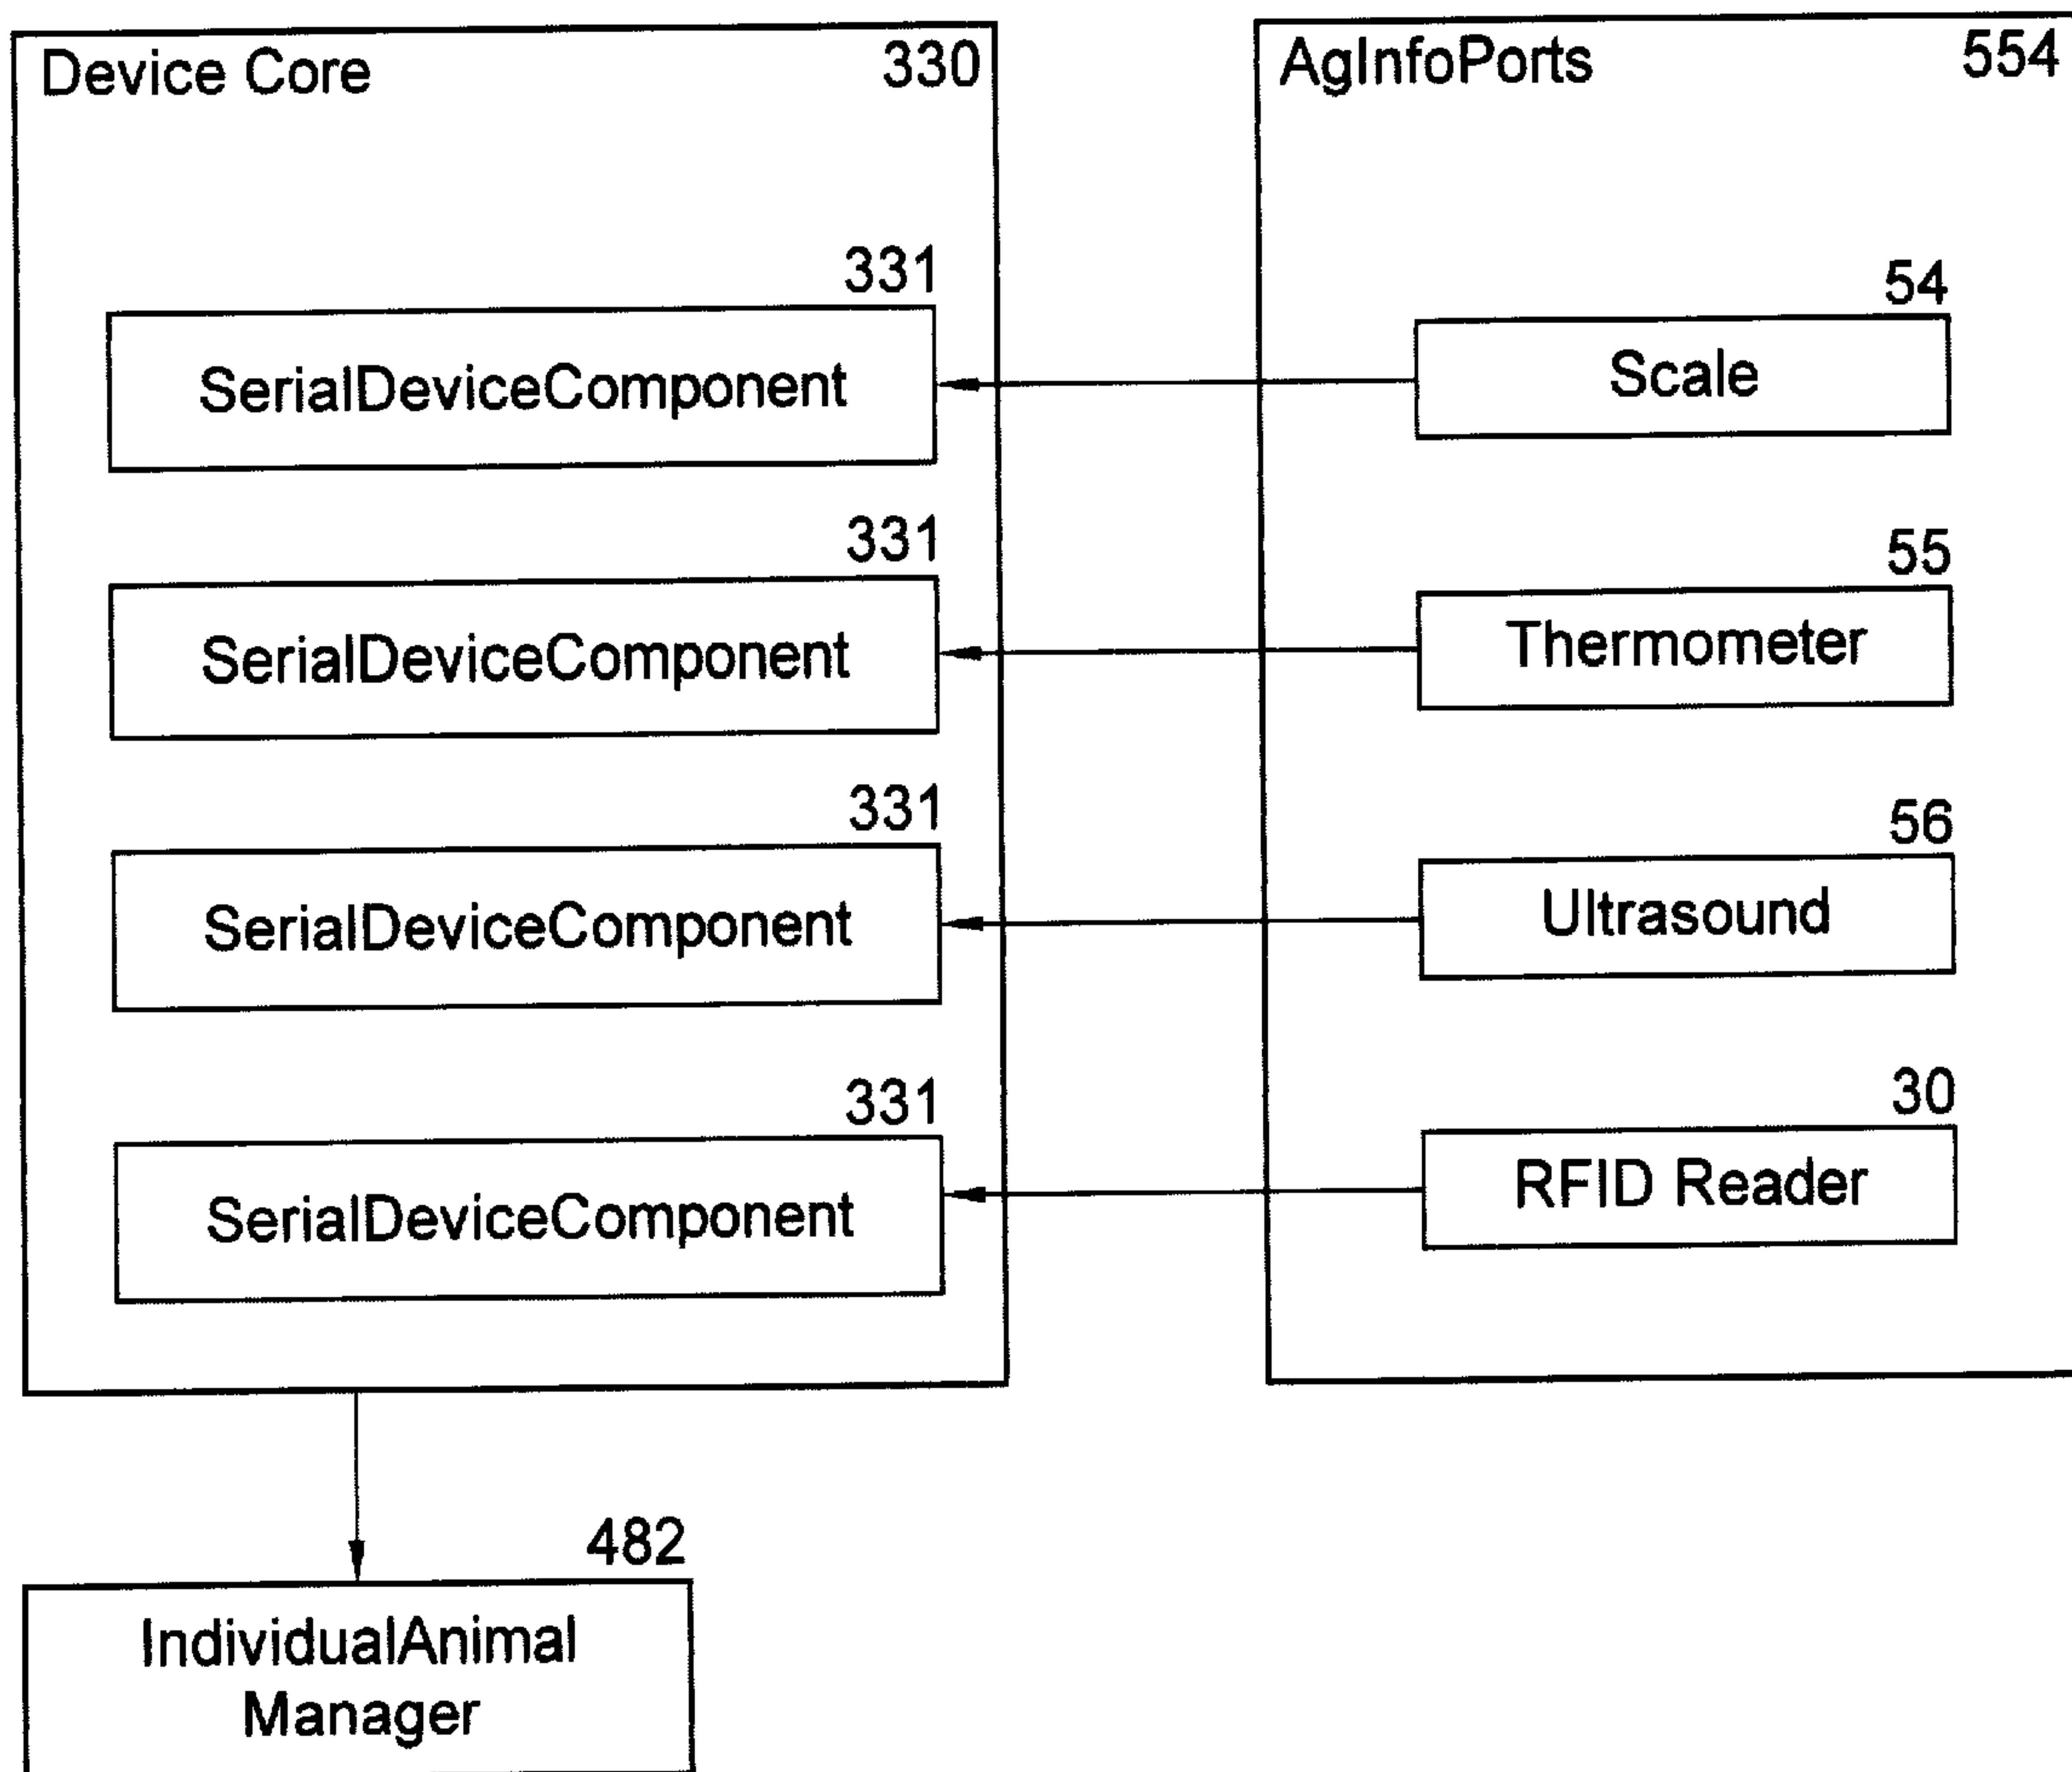 Device Core 330
331
SerialDeviceComponent
331
SerialDeviceComponent
331
SerialDeviceComponent
331
SerialDeviceComponent
AgInfoPorts 554
54
Scale
55
Thermometer
56
Ultrasound
30
RFID Reader
482
IndividualAnimal
Manager